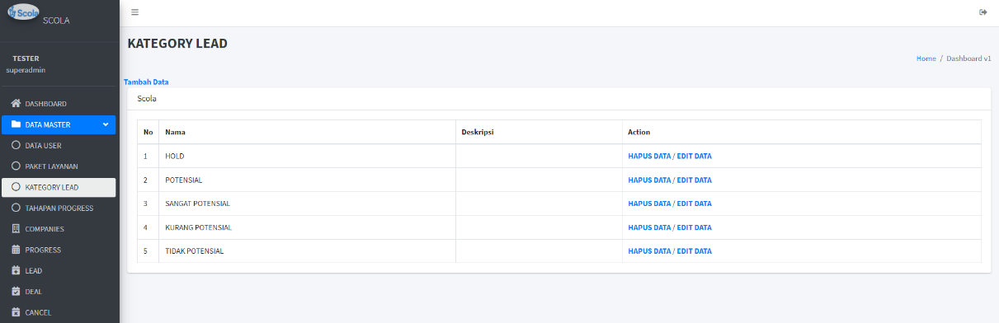 Scola SCOLA
TESTER
superadmin
DASHBOARD
DATA MASTER
DATA USER
PAKET LAYANAN
KATEGORY LEAD
TAHAPAN PROGRESS
COMPANIES
PROGRESS
LEAD
DEAL
CANCEL
KATEGORY LEAD
Home / Dashboard v1
Tambah Data
Scola
No Nama Deskripsi Action
1 HOLD HAPUS DATA / EDIT DATA
2 POTENSIAL HAPUS DATA / EDIT DATA
3 SANGAT POTENSIAL HAPUS DATA / EDIT DATA
4 KURANG POTENSIAL HAPUS DATA / EDIT DATA
5 TIDAK POTENSIAL HAPUS DATA / EDIT DATA